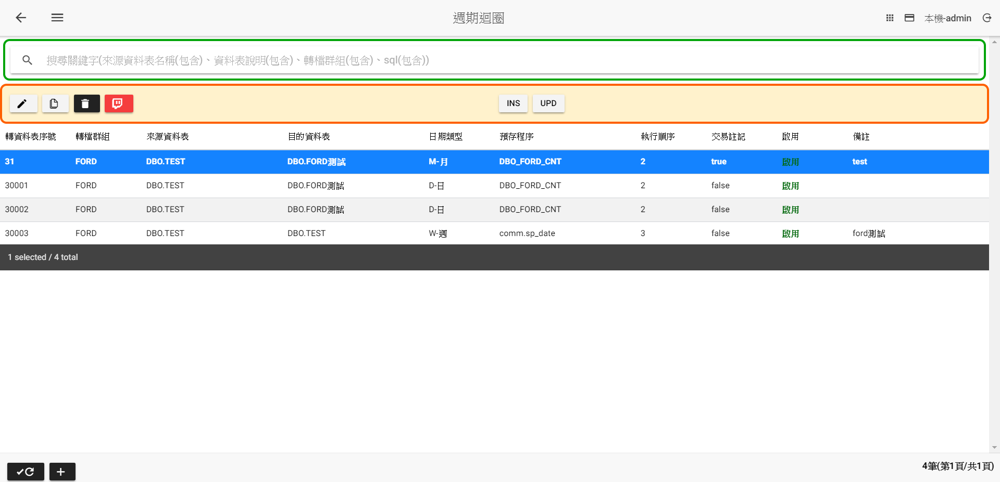 週期迴圈
本機-admin
搜尋關鍵字(來源資料表名稱(包含)、資料表說明(包含)、轉檔群組(包含)、sql(包含))
INS UPD
轉資料表序號 轉檔群組 來源資料表 目的資料表 日期類型 預存程序 執行順序 交易註記 啟用 備註
31 FORD DBO.TEST DBO.FORD測試 M-月 DBO_FORD_CNT 2 true 啟用 test
30001 FORD DBO.TEST DBO.FORD測試 D-日 DBO_FORD_CNT 2 false 啟用
30002 FORD DBO.TEST DBO.FORD測試 D-日 DBO_FORD_CNT 2 false 啟用
30003 FORD DBO.TEST DBO.TEST W-週 comm.sp_date 3 false 啟用 ford測試
1 selected / 4 total
4筆(第1頁/共1頁)